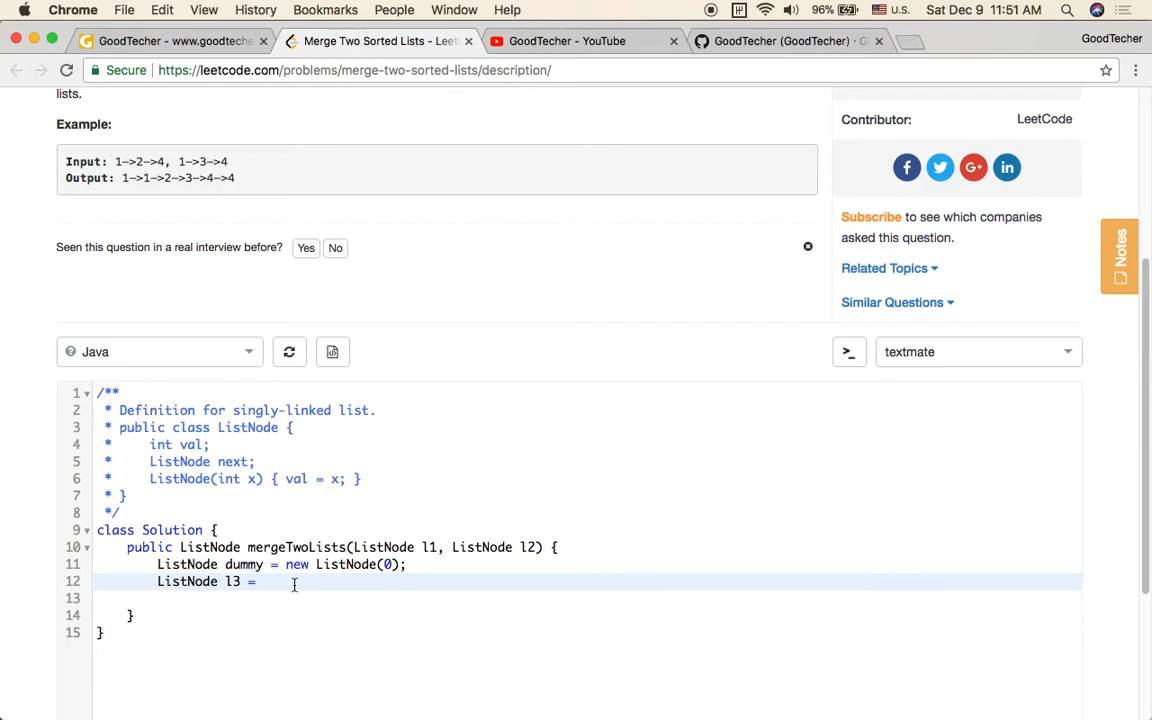 Chrome File Edit View History Bookmarks People Window Help 96% U.S. Sat Dec 9 11:51 AM
GoodTecher - www.goodteche Merge Two Sorted Lists - Leet GoodTecher - YouTube GoodTecher (GoodTecher) · Gi GoodTecher
Secure https://leetcode.com/problems/merge-two-sorted-lists/description/
lists.
Example:
Input: 1->2->4, 1->3->4
Output: 1->1->2->3->4->4
Seen this question in a real interview before? Yes No
Contributor: LeetCode
Subscribe to see which companies
asked this question.
Related Topics
Similar Questions
Notes
Java textmate
1 /**
2 * Definition for singly-linked list.
3 * public class ListNode {
4 * int val;
5 * ListNode next;
6 * ListNode(int x) { val = x; }
7 * }
8 */
9 class Solution {
10 public ListNode mergeTwoLists(ListNode l1, ListNode l2) {
11 ListNode dummy = new ListNode(0);
12 ListNode l3 =
13
14 }
15 }